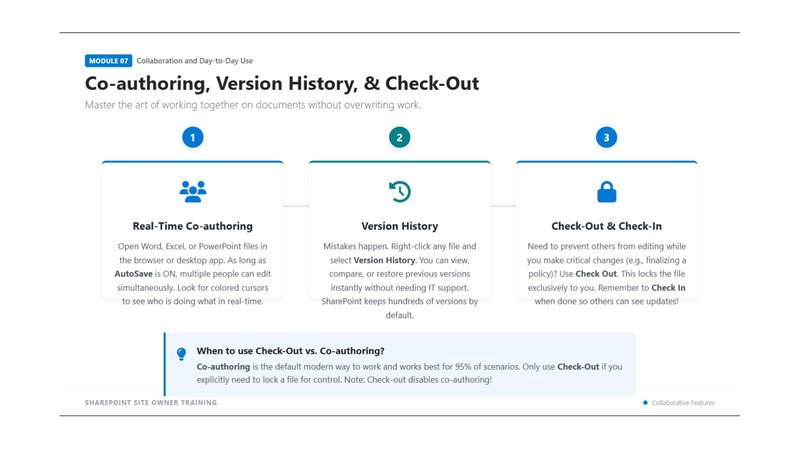 MODULE 07 Collaboration and Day-to-Day Use
Co-authoring, Version History, & Check-Out
Master the art of working together on documents without overwriting work.
1
Real-Time Co-authoring
Open Word, Excel, or PowerPoint files in
the browser or desktop app. As long as
AutoSave is ON, multiple people can edit
simultaneously. Look for colored cursors
to see who is doing what in real-time.
2
Version History
Mistakes happen. Right-click any file and
select Version History. You can view,
compare, or restore previous versions
instantly without needing IT support.
SharePoint keeps hundreds of versions by
default.
3
Check-Out & Check-In
Need to prevent others from editing while
you make critical changes (e.g., finalizing a
policy)? Use Check Out. This locks the file
exclusively to you. Remember to Check In
when done so others can see updates!
When to use Check-Out vs. Co-authoring?
Co-authoring is the default modern way to work and works best for 95% of scenarios. Only use Check-Out if you
explicitly need to lock a file for control. Note: Check-out disables co-authoring!
SHAREPOINT SITE OWNER TRAINING
Collaborative Features